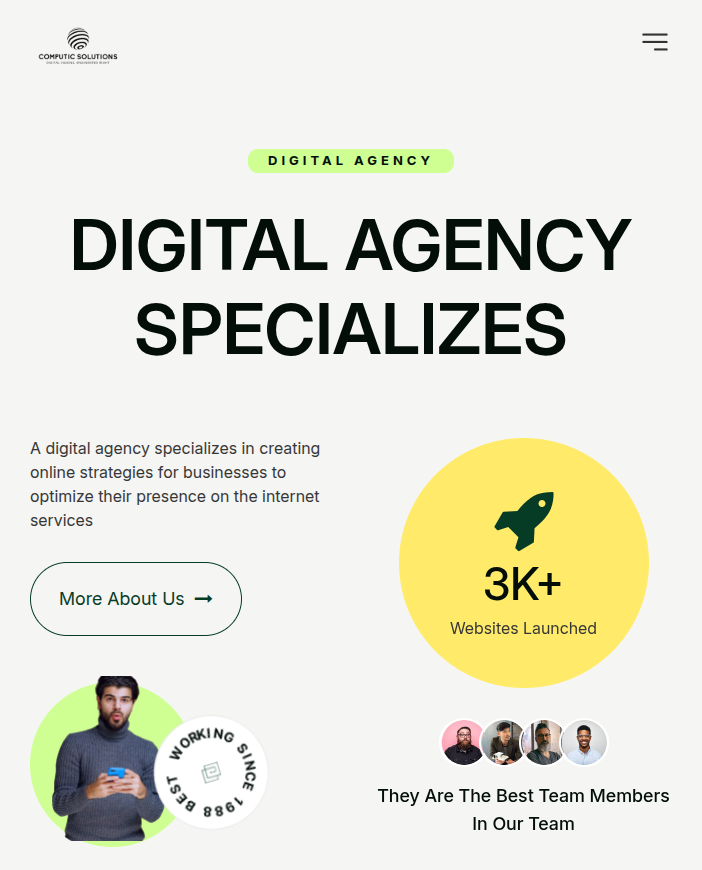 COMPUTIC SOLUTIONS
DIGITAL AGENCY
DIGITAL AGENCY
SPECIALIZES
A digital agency specializes in creating
online strategies for businesses to
optimize their presence on the internet
services
More About Us
3K+
Websites Launched
BEST WORKING SINCE 1988
They Are The Best Team Members
In Our Team